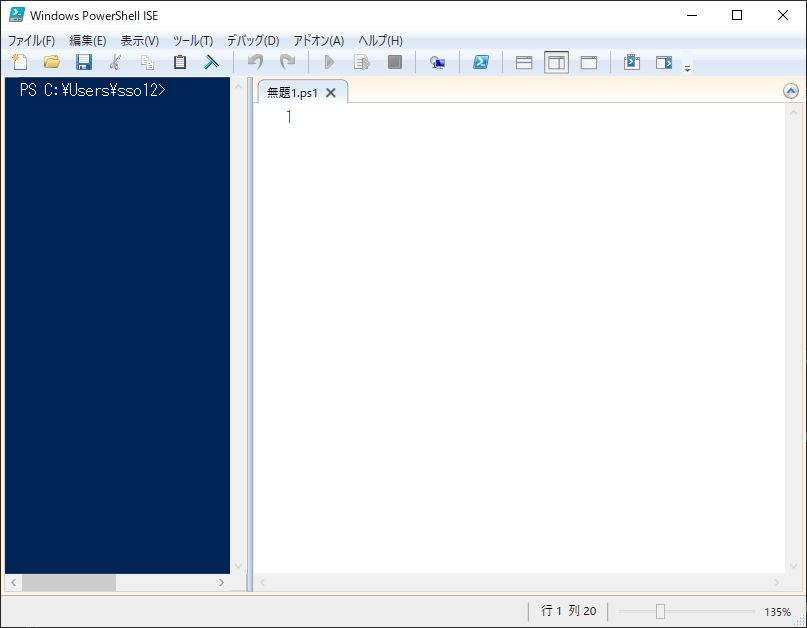 Windows PowerShell ISE
ファイル(F) 編集(E) 表示(V) ツール(T) デバッグ(D) アドオン(A) ヘルプ(H)
PS C:¥Users¥sso12>
無題1.ps1
1
行 1 列 20
135%